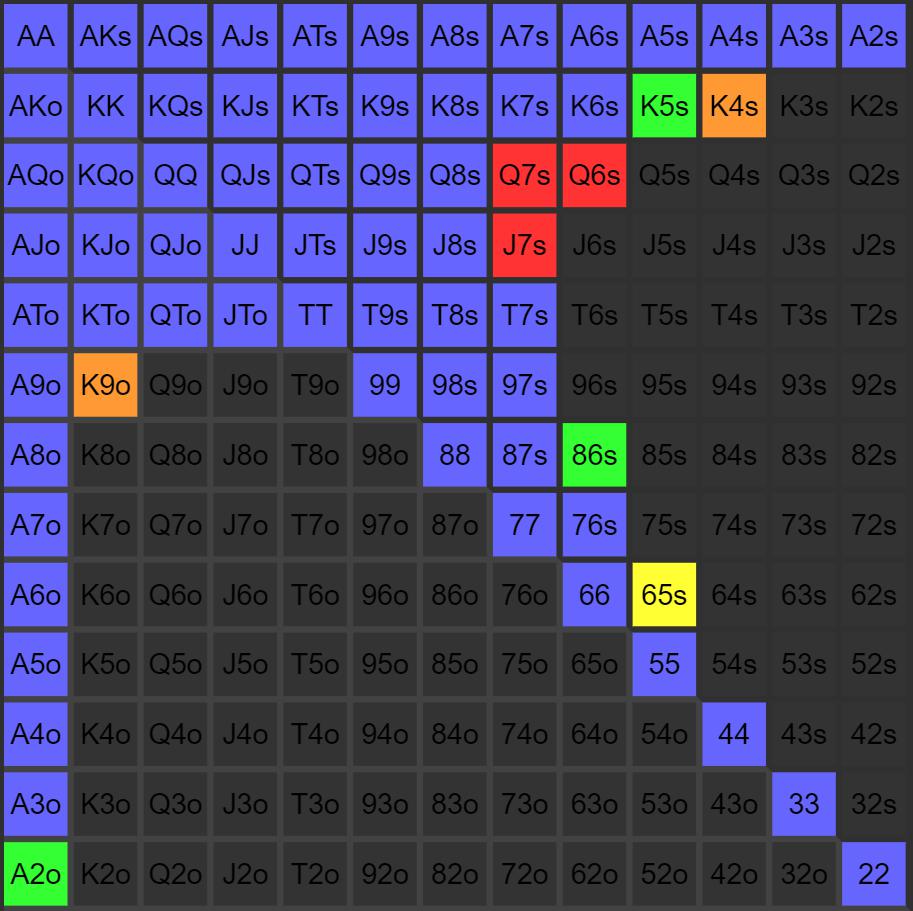 AA AKs AQs AJs ATs A9s A8s A7s A6s A5s A4s A3s A2s
AKo KK KQs KJs KTs K9s K8s K7s K6s K5s K4s K3s K2s
AQo KQo QQ QJs QTs Q9s Q8s Q7s Q6s Q5s Q4s Q3s Q2s
AJo KJo QJo JJ JTs J9s J8s J7s J6s J5s J4s J3s J2s
ATo KTo QTo JTo TT T9s T8s T7s T6s T5s T4s T3s T2s
A9o K9o Q9o J9o T9o 99 98s 97s 96s 95s 94s 93s 92s
A8o K8o Q8o J8o T8o 98o 88 87s 86s 85s 84s 83s 82s
A7o K7o Q7o J7o T7o 97o 87o 77 76s 75s 74s 73s 72s
A6o K6o Q6o J6o T6o 96o 86o 76o 66 65s 64s 63s 62s
A5o K5o Q5o J5o T5o 95o 85o 75o 65o 55 54s 53s 52s
A4o K4o Q4o J4o T4o 94o 84o 74o 64o 54o 44 43s 42s
A3o K3o Q3o J3o T3o 93o 83o 73o 63o 53o 43o 33 32s
A2o K2o Q2o J2o T2o 92o 82o 72o 62o 52o 42o 32o 22